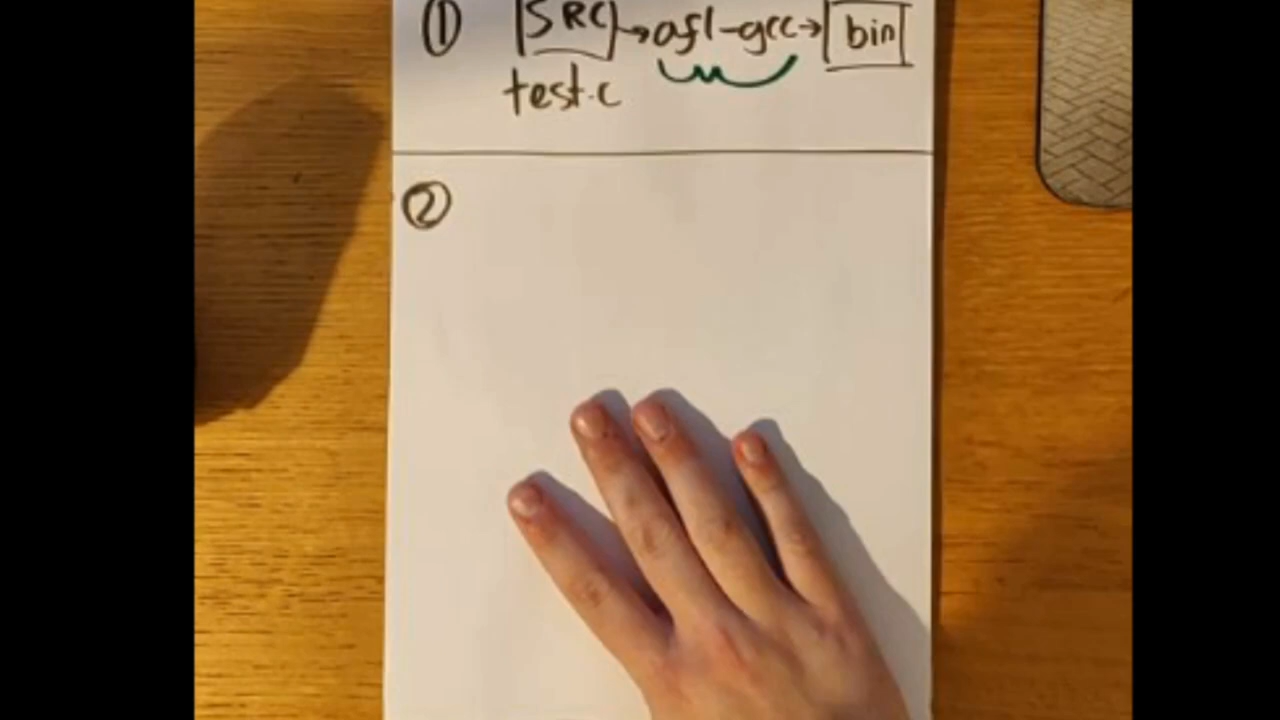 ① SRC → afl-gcc → bin
test.c
②